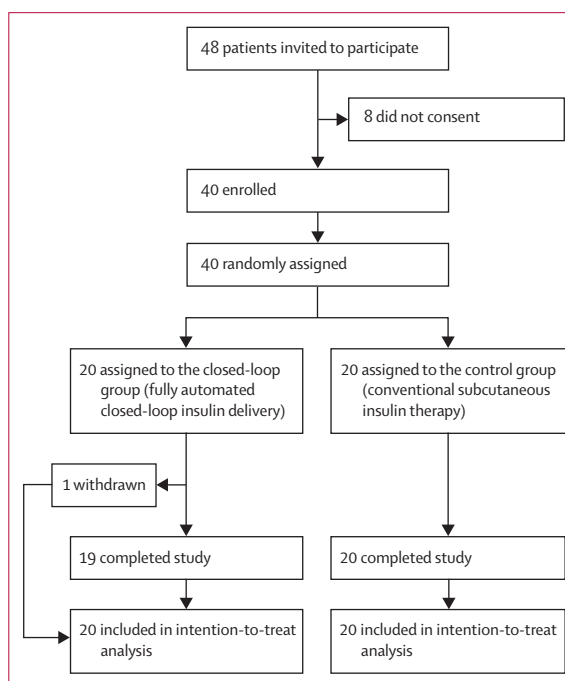 48 patients invited to participate
8 did not consent
40 enrolled
40 randomly assigned
20 assigned to the closed-loop
group (fully automated
closed-loop insulin delivery)
20 assigned to the control group
(conventional subcutaneous
insulin therapy)
1 withdrawn
19 completed study
20 completed study
20 included in intention-to-treat
analysis
20 included in intention-to-treat
analysis